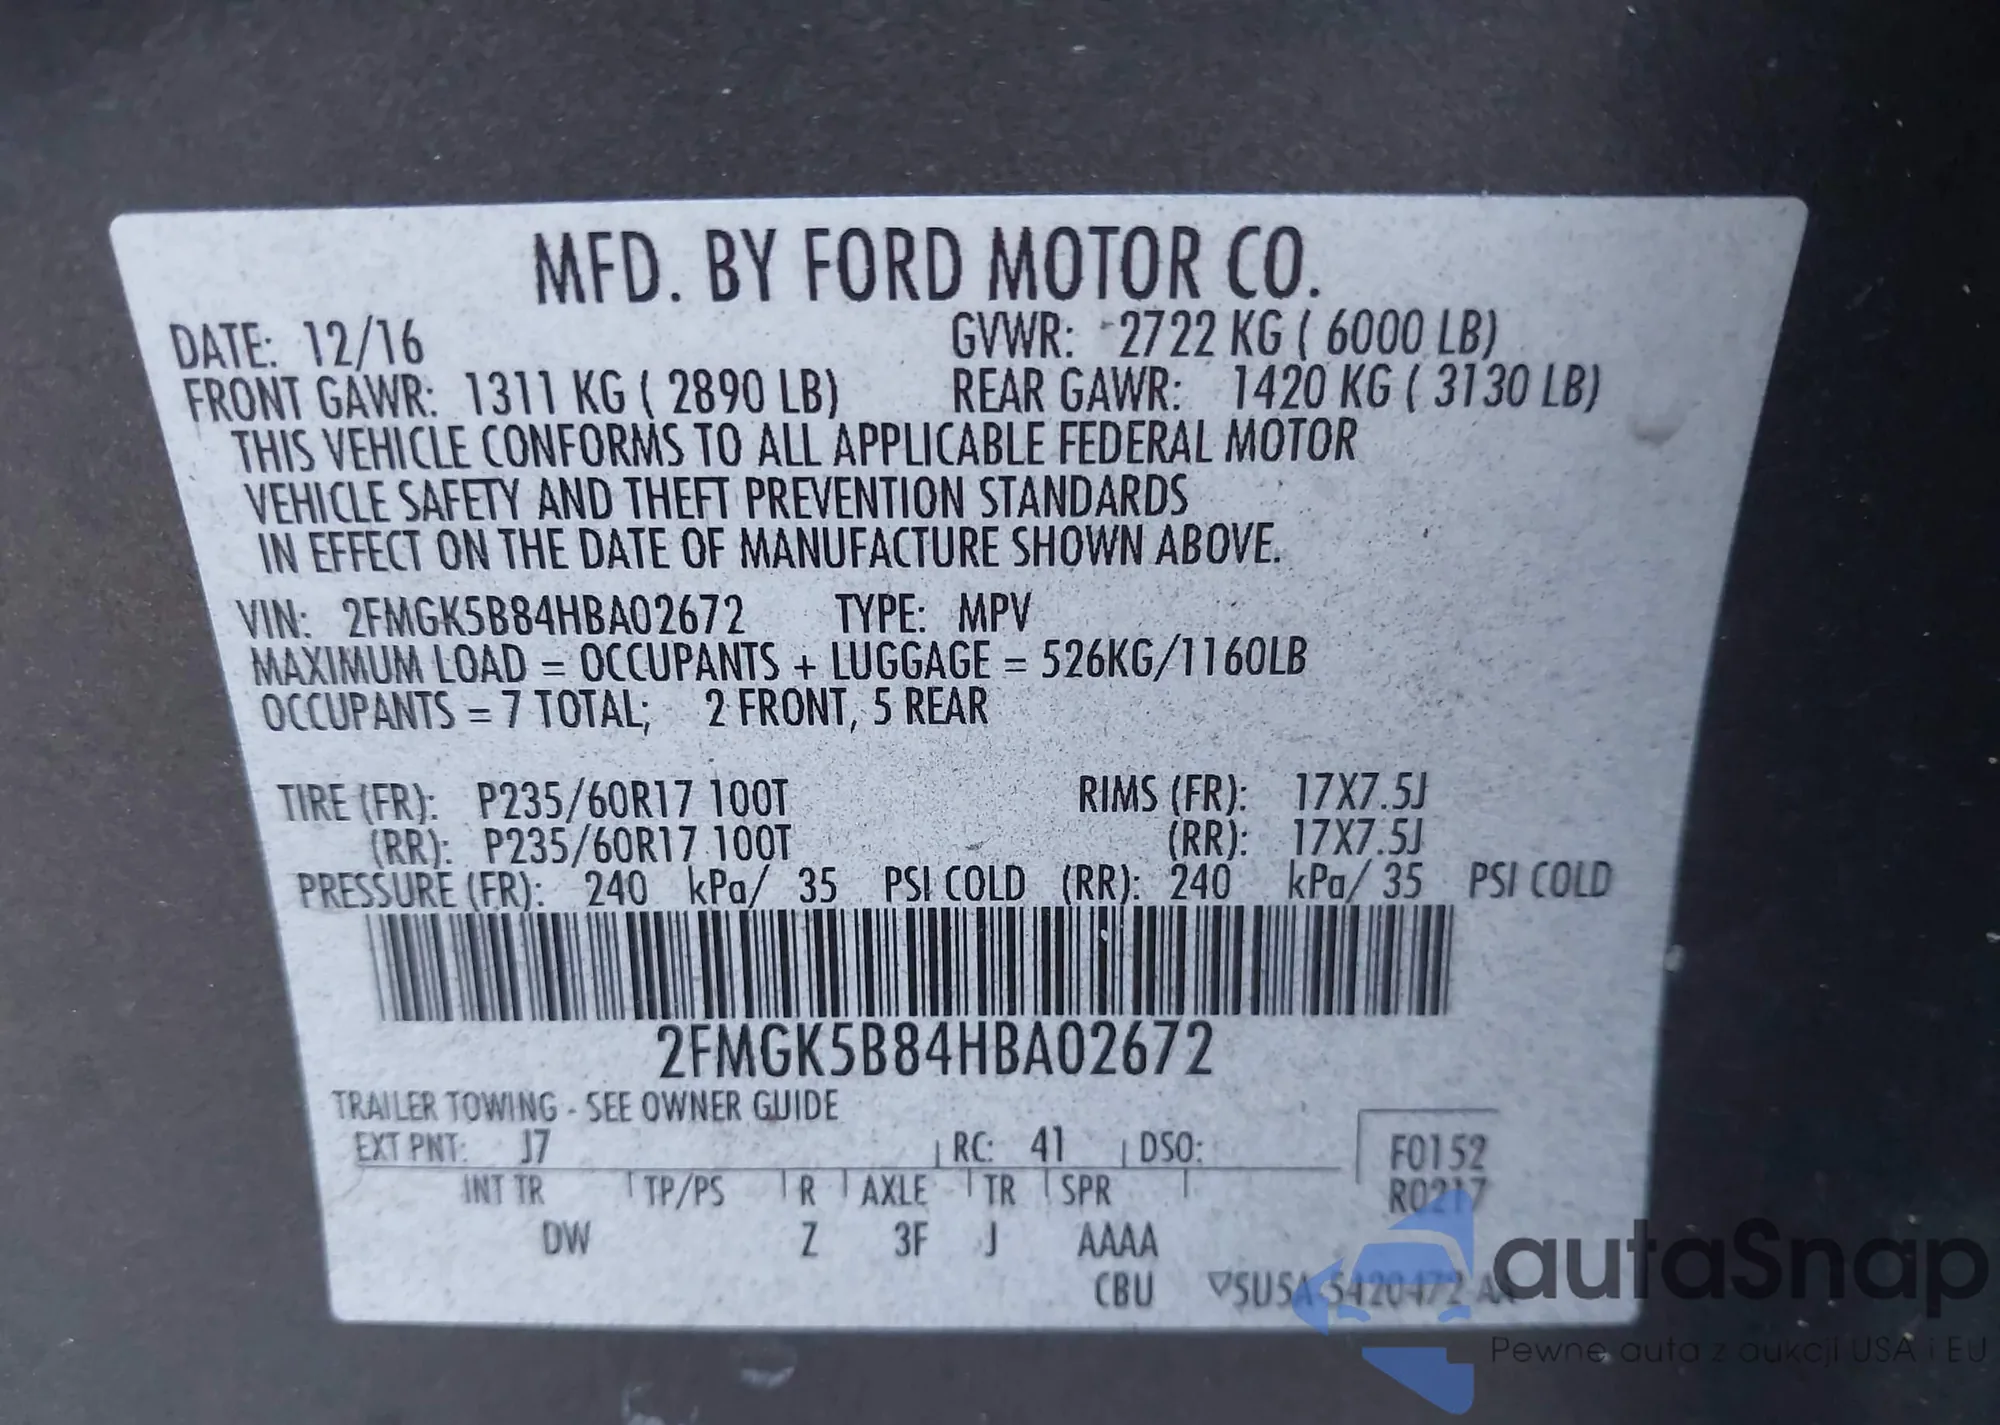 MFD. BY FORD MOTOR CO.
DATE: 12/16 GVWR: 2722 KG ( 6000 LB)
FRONT GAWR: 1311 KG ( 2890 LB) REAR GAWR: 1420 KG ( 3130 LB)
THIS VEHICLE CONFORMS TO ALL APPLICABLE FEDERAL MOTOR
VEHICLE SAFETY AND THEFT PREVENTION STANDARDS
IN EFFECT ON THE DATE OF MANUFACTURE SHOWN ABOVE.
VIN: 2FMGK5B84HBA02672 TYPE: MPV
MAXIMUM LOAD = OCCUPANTS + LUGGAGE = 526KG/1160LB
OCCUPANTS = 7 TOTAL; 2 FRONT, 5 REAR
TIRE (FR): P235/60R17 100T RIMS (FR): 17X7.5J
(RR): P235/60R17 100T (RR): 17X7.5J
PRESSURE (FR): 240 kPa/ 35 PSI COLD (RR): 240 kPa/ 35 PSI COLD
2FMGK5B84HBA02672
TRAILER TOWING - SEE OWNER GUIDE
EXT PNT: J7 RC: 41 DSO: F0152
INT TR TP/PS R AXLE TR SPR R0217
DW Z 3F J AAAA
CBU
autaSnap
Pewne auta z aukcji USA i EU